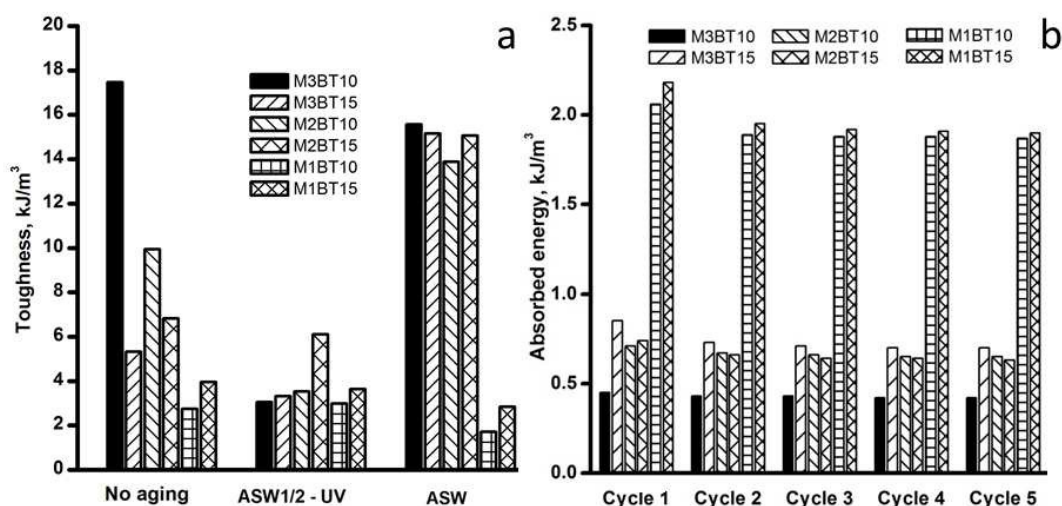 a
Toughness, kJ/m³
20
18
16
14
12
10
8
6
4
2
0
M3BT10
M3BT15
M2BT10
M2BT15
M1BT10
M1BT15
No aging ASW1/2 - UV ASW
b
Absorbed energy, kJ/m³
2.5
2.0
1.5
1.0
0.5
0.0
M3BT10 M2BT10 M1BT10
M3BT15 M2BT15 M1BT15
Cycle 1 Cycle 2 Cycle 3 Cycle 4 Cycle 5